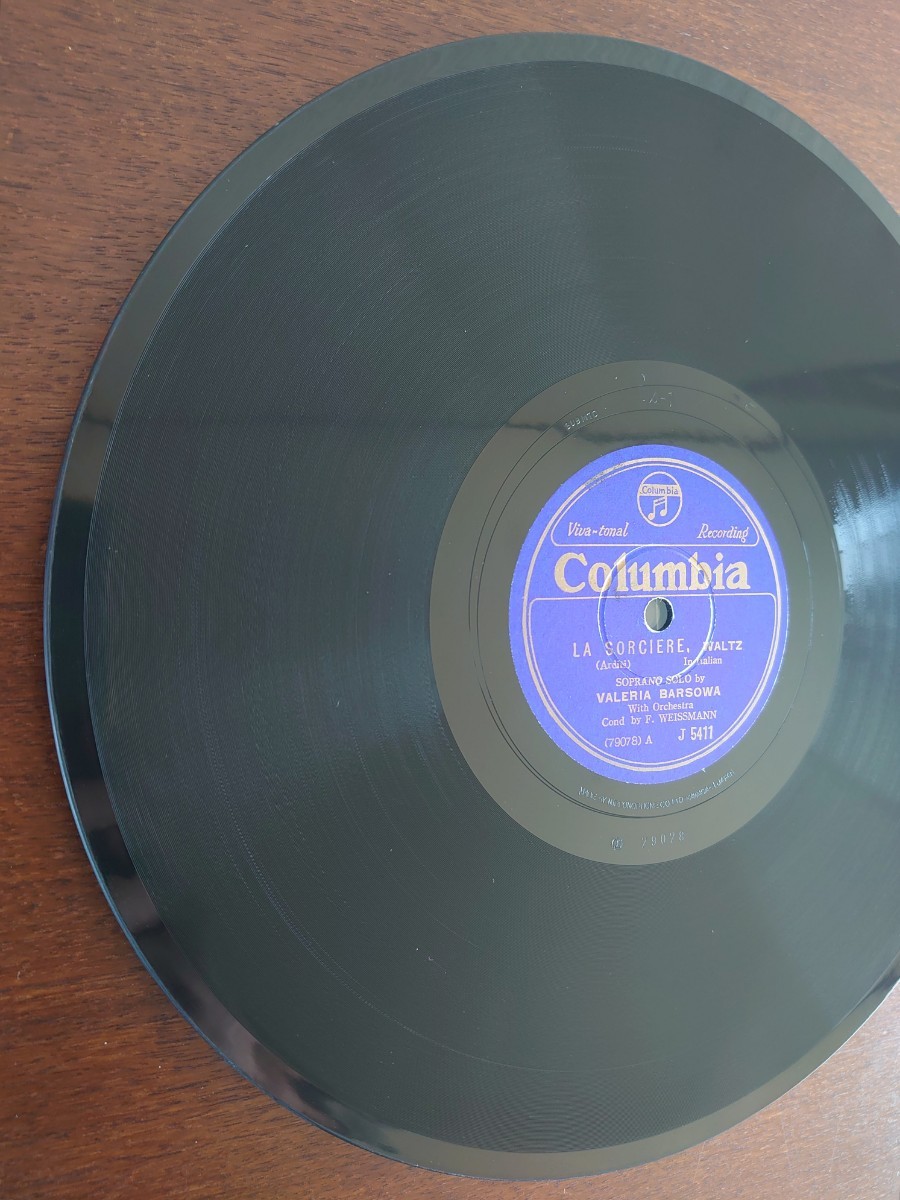 Columbia
Viva-tonal Recording
Columbia
LA SORCIERE, WALTZ
(Arditi) In Italian
SOPRANO SOLO by
VALERIA BARSOWA
With Orchestra
Cond by F. WEISSMANN
(79078) A J 5411
79078